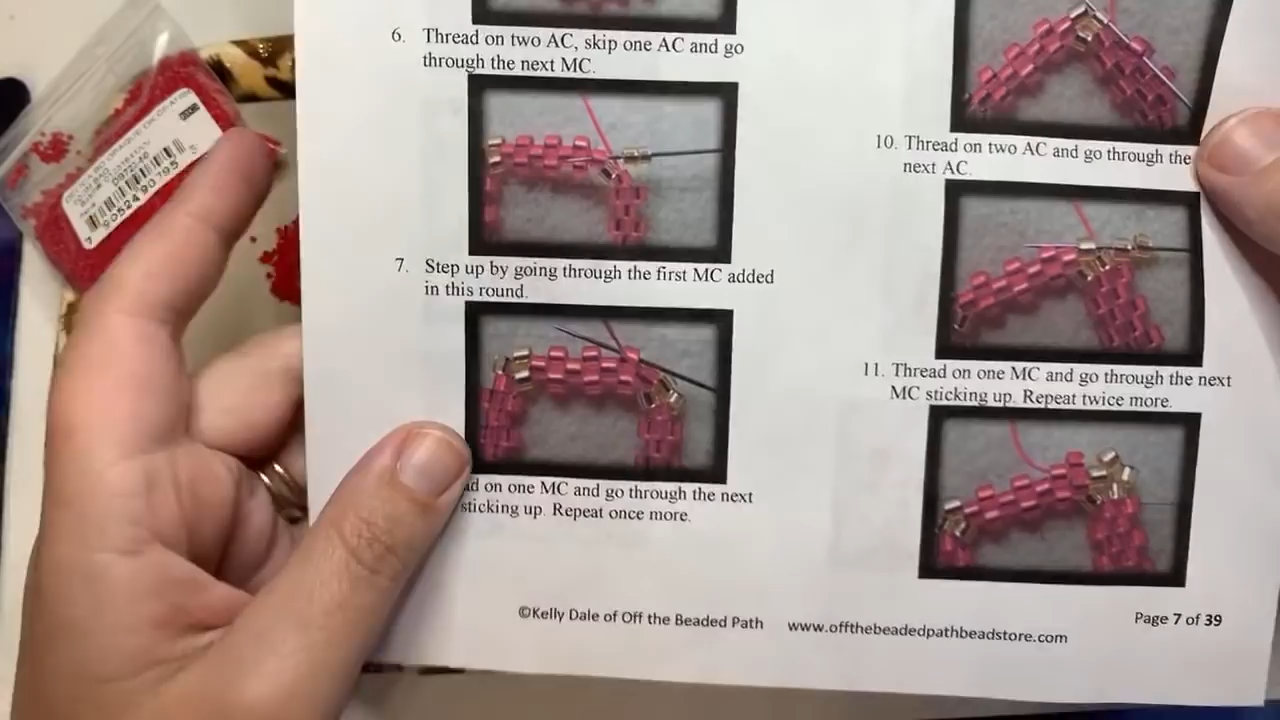 6. Thread on two AC, skip one AC and go
through the next MC.
7. Step up by going through the first MC added
in this round.
on one MC and go through the next
sticking up. Repeat once more.
10. Thread on two AC and go through the
next AC.
11. Thread on one MC and go through the next
MC sticking up. Repeat twice more.
©Kelly Dale of Off the Beaded Path
www.offthebeadedpathbeadstore.com
Page 7 of 39